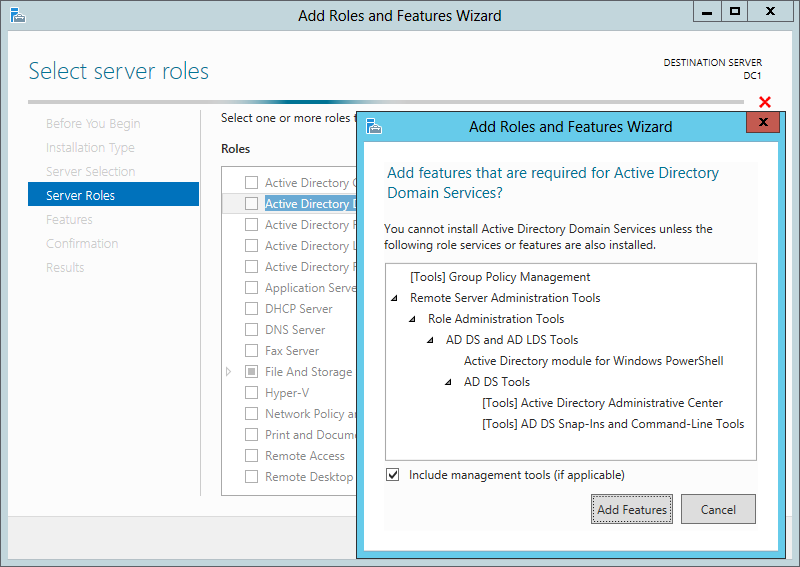 Add Roles and Features Wizard
Select server roles
DESTINATION SERVER
DC1
Before You Begin
Installation Type
Server Selection
Server Roles
Features
Confirmation
Results
Select one or more roles
Roles
Active Directory
Active Directory
Active Directory
Active Directory
Active Directory
Application
DHCP Server
DNS Server
Fax Server
File And Storage
Hyper-V
Network Policy
Print and
Remote Access
Remote Desktop
Add Roles and Features Wizard
Add features that are required for Active Directory
Domain Services?
You cannot install Active Directory Domain Services unless the
following role services or features are also installed.
[Tools] Group Policy Management
Remote Server Administration Tools
Role Administration Tools
AD DS and AD LDS Tools
Active Directory module for Windows PowerShell
AD DS Tools
[Tools] Active Directory Administrative Center
[Tools] AD DS Snap-Ins and Command-Line Tools
Include management tools (if applicable)
Add Features
Cancel